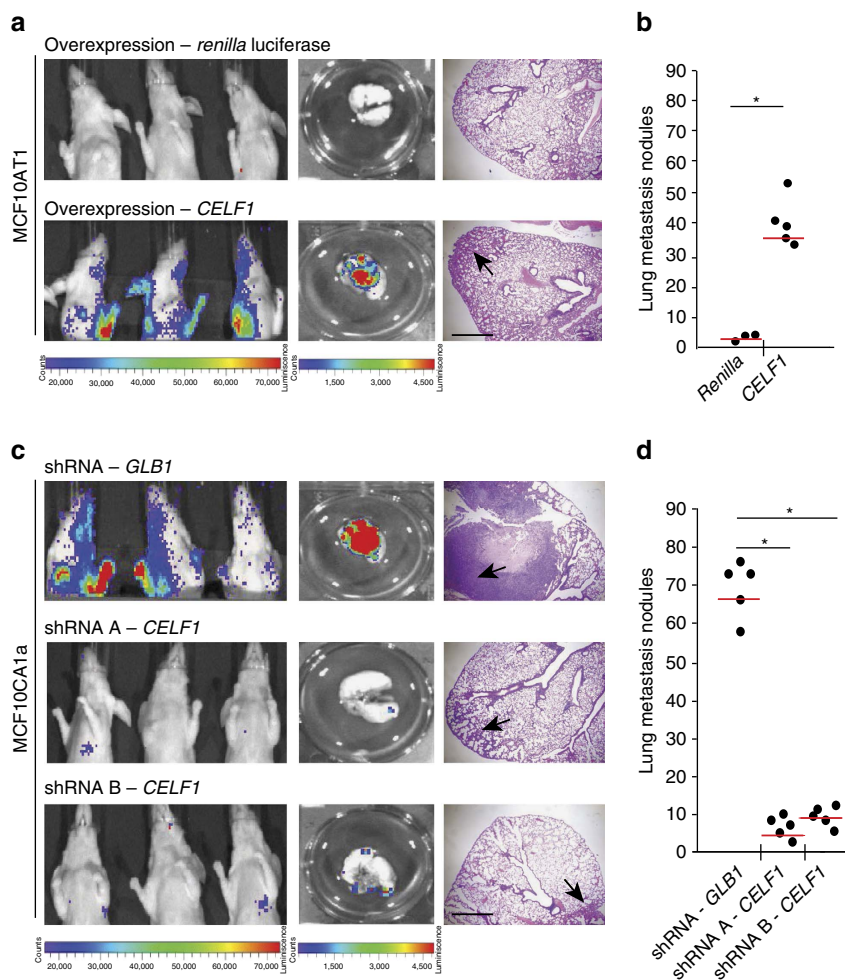 a
Overexpression – renilla luciferase
MCF10AT1
Overexpression – CELF1
Counts
20,000 30,000 40,000 50,000 60,000 70,000
Luminiscence
Counts
1,500 3,000 4,500
Luminiscence
b
Lung metastasis nodules
90
80
70
60
50
40
30
20
10
0
*
Renilla
CELF1
c
shRNA – GLB1
MCF10CA1a
shRNA A – CELF1
shRNA B – CELF1
Counts
20,000 30,000 40,000 50,000 60,000 70,000
Luminiscence
Counts
1,500 3,000 4,500
Luminiscence
d
Lung metastasis nodules
90
80
70
60
50
40
30
20
10
0
*
*
shRNA - GLB1
shRNA A - CELF1
shRNA B - CELF1